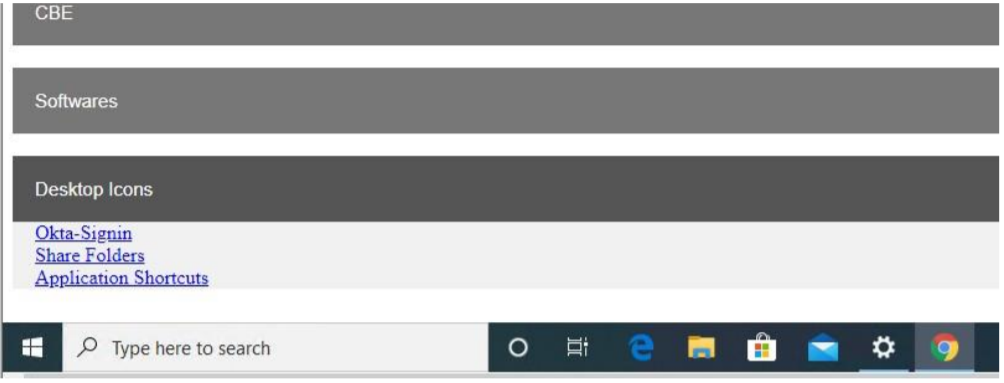 CBE
Softwares
Desktop Icons
Okta-Signin
Share Folders
Application Shortcuts
Type here to search